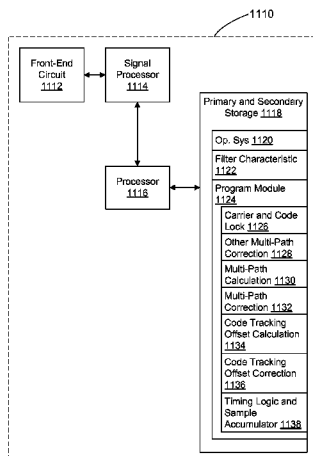 1110
Front-End
Circuit
1112
Signal
Processor
1114
Processor
1116
Primary and Secondary
Storage 1118
Op. Sys 1120
Filter Characteristic
1122
Program Module
1124
Carrier and Code
Lock 1126
Other Multi-Path
Correction 1128
Multi-Path
Calculation 1130
Multi-Path
Correction 1132
Code Tracking
Offset Calculation
1134
Code Tracking
Offset Correction
1136
Timing Logic and
Sample
Accumulator 1138